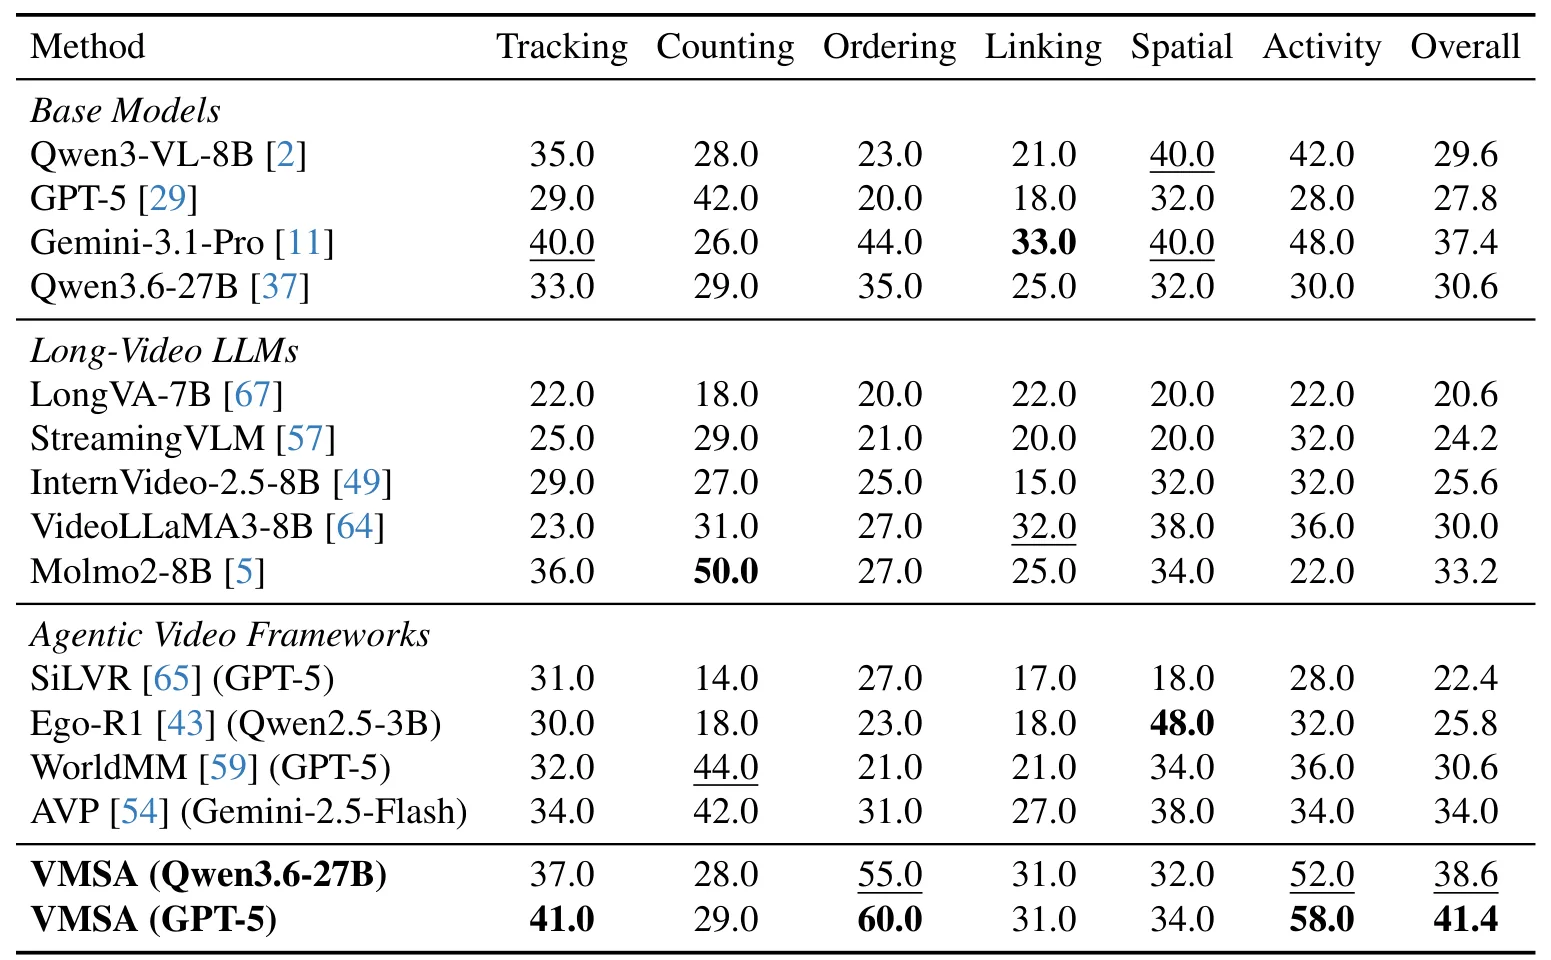 Method Tracking Counting Ordering Linking Spatial Activity Overall
Base Models
Qwen3-VL-8B [2] 35.0 28.0 23.0 21.0 40.0 42.0 29.6
GPT-5 [29] 29.0 42.0 20.0 18.0 32.0 28.0 27.8
Gemini-3.1-Pro [11] 40.0 26.0 44.0 33.0 40.0 48.0 37.4
Qwen3.6-27B [37] 33.0 29.0 35.0 25.0 32.0 30.0 30.6
Long-Video LLMs
LongVA-7B [67] 22.0 18.0 20.0 22.0 20.0 22.0 20.6
StreamingVLM [57] 25.0 29.0 21.0 20.0 20.0 32.0 24.2
InternVideo-2.5-8B [49] 29.0 27.0 25.0 15.0 32.0 32.0 25.6
VideoLLaMA3-8B [64] 23.0 31.0 27.0 32.0 38.0 36.0 30.0
Molmo2-8B [5] 36.0 50.0 27.0 25.0 34.0 22.0 33.2
Agentic Video Frameworks
SiLVR [65] (GPT-5) 31.0 14.0 27.0 17.0 18.0 28.0 22.4
Ego-R1 [43] (Qwen2.5-3B) 30.0 18.0 23.0 18.0 48.0 32.0 25.8
WorldMM [59] (GPT-5) 32.0 44.0 21.0 21.0 34.0 36.0 30.6
AVP [54] (Gemini-2.5-Flash) 34.0 42.0 31.0 27.0 38.0 34.0 34.0
VMSA (Qwen3.6-27B) 37.0 28.0 55.0 31.0 32.0 52.0 38.6
VMSA (GPT-5) 41.0 29.0 60.0 31.0 34.0 58.0 41.4